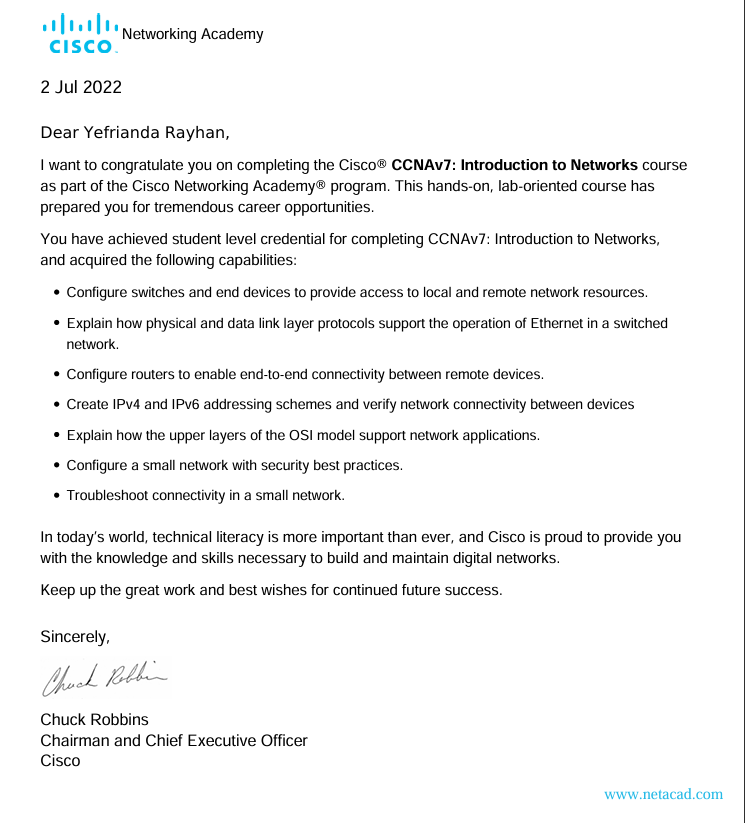 CISCO Networking Academy
2 Jul 2022
Dear Yefrianda Rayhan,
I want to congratulate you on completing the Cisco® CCNAv7: Introduction to Networks course
as part of the Cisco Networking Academy® program. This hands-on, lab-oriented course has
prepared you for tremendous career opportunities.
You have achieved student level credential for completing CCNAv7: Introduction to Networks,
and acquired the following capabilities:
• Configure switches and end devices to provide access to local and remote network resources.
• Explain how physical and data link layer protocols support the operation of Ethernet in a switched
network.
• Configure routers to enable end-to-end connectivity between remote devices.
• Create IPv4 and IPv6 addressing schemes and verify network connectivity between devices
• Explain how the upper layers of the OSI model support network applications.
• Configure a small network with security best practices.
• Troubleshoot connectivity in a small network.
In today’s world, technical literacy is more important than ever, and Cisco is proud to provide you
with the knowledge and skills necessary to build and maintain digital networks.
Keep up the great work and best wishes for continued future success.
Sincerely,
Chuck Robbins
Chuck Robbins
Chairman and Chief Executive Officer
Cisco
www.netacad.com